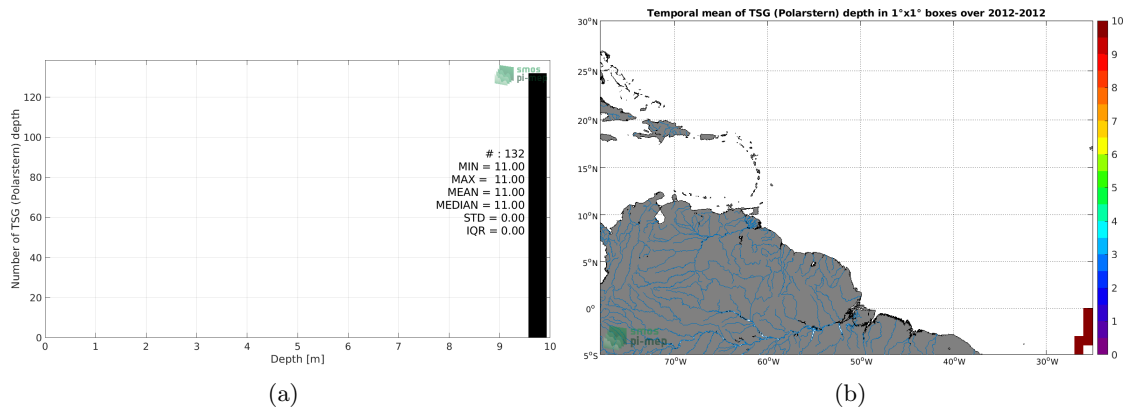 Number of TSG (Polarstern) depth
120
100
80
60
40
20
0
smos
pi-mep
# : 132
MIN = 11.00
MAX = 11.00
MEAN = 11.00
MEDIAN = 11.00
STD = 0.00
IQR = 0.00
0 1 2 3 4 5 6 7 8 9 10
Depth [m]
(a)
Temporal mean of TSG (Polarstern) depth in 1°x1° boxes over 2012-2012
30°N
25°N
20°N
15°N
10°N
5°N
0°
5°S
70°W 60°W 50°W 40°W 30°W
smos
pi-mep
10
9
8
7
6
5
4
3
2
1
0
(b)